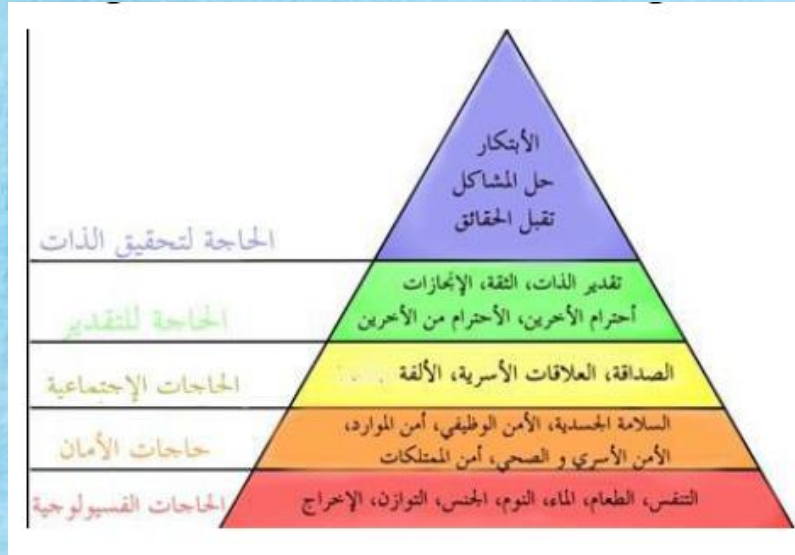 الأبتكار
حل المشاكل
تقبل الحقائق
الحاجة لتحقيق الذات
تقدير الذات، الثقة، الإنجازات
أحترام الأخرين، الأحترام من الأخرين
الحاجة للتقدير
الصداقة، العلاقات الأسرية، الألفة
الحاجات الإجتماعية
السلامة الجسدية، الأمن الوظيفي، أمن الموارد،
الأمن الأسري و الصحي، أمن الممتلكات
حاجات الأمان
التنفس، الطعام، الماء، النوم، الجنس، التوازن، الإخراج
الحاجات الفسيولوجية